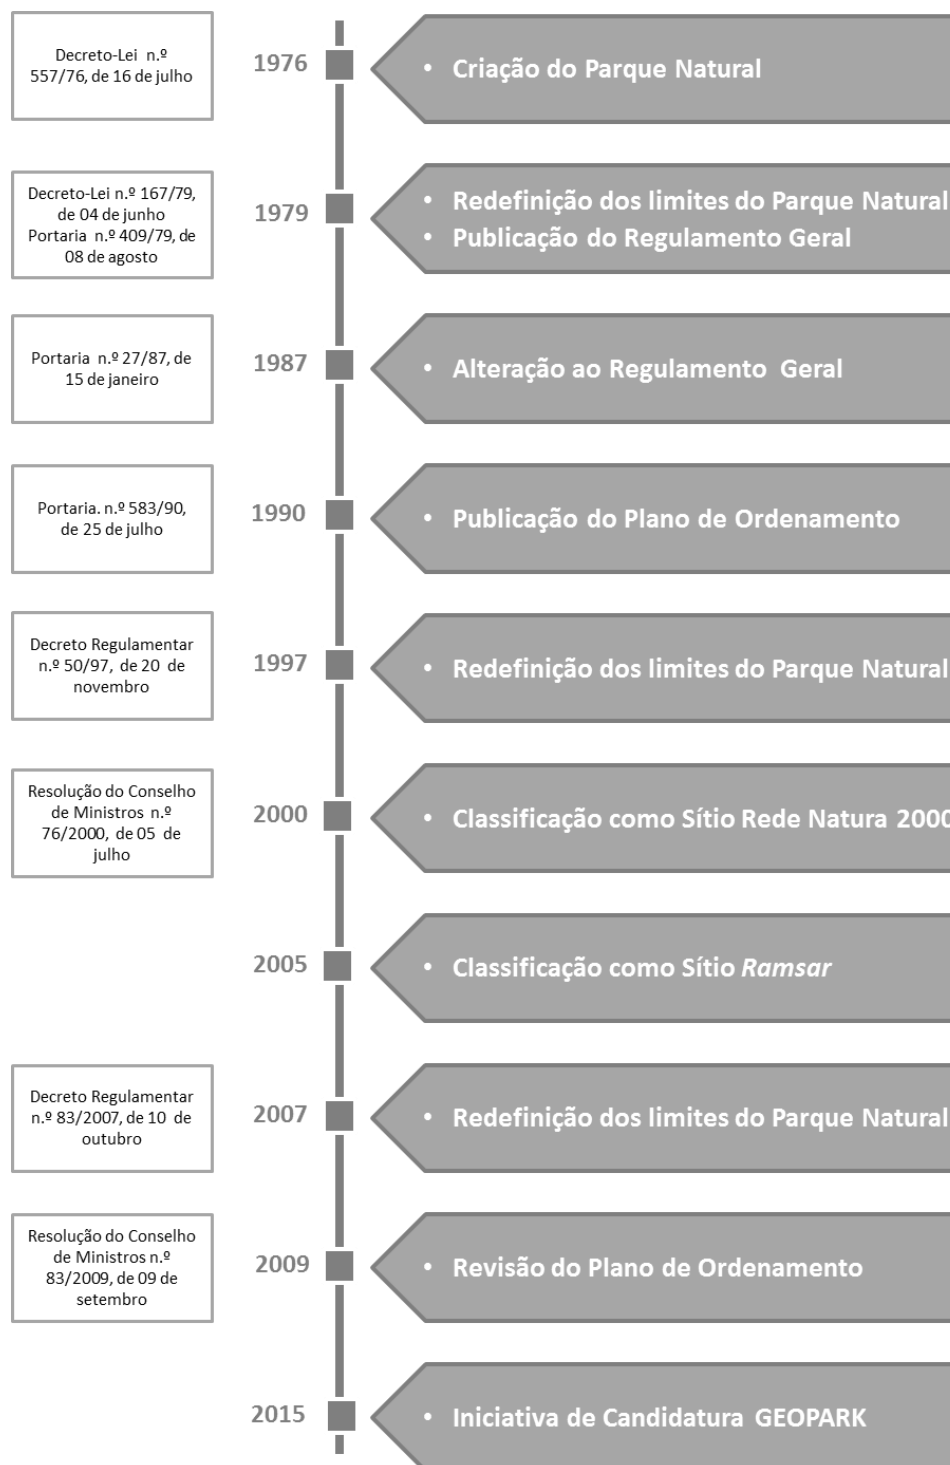 Decreto-Lei n.º
557/76, de 16 de julho
1976
• Criação do Parque Natural
Decreto-Lei n.º 167/79,
de 04 de junho
Portaria n.º 409/79, de
08 de agosto
1979
• Redefinição dos limites do Parque Natural
• Publicação do Regulamento Geral
Portaria n.º 27/87, de
15 de janeiro
1987
• Alteração ao Regulamento Geral
Portaria. n.º 583/90,
de 25 de julho
1990
• Publicação do Plano de Ordenamento
Decreto Regulamentar
n.º 50/97, de 20 de
novembro
1997
• Redefinição dos limites do Parque Natural
Resolução do Conselho
de Ministros n.º
76/2000, de 05 de
julho
2000
• Classificação como Sítio Rede Natura 2000
2005
• Classificação como Sítio Ramsar
Decreto Regulamentar
n.º 83/2007, de 10 de
outubro
2007
• Redefinição dos limites do Parque Natural
Resolução do Conselho
de Ministros n.º
83/2009, de 09 de
setembro
2009
• Revisão do Plano de Ordenamento
2015
• Iniciativa de Candidatura GEOPARK